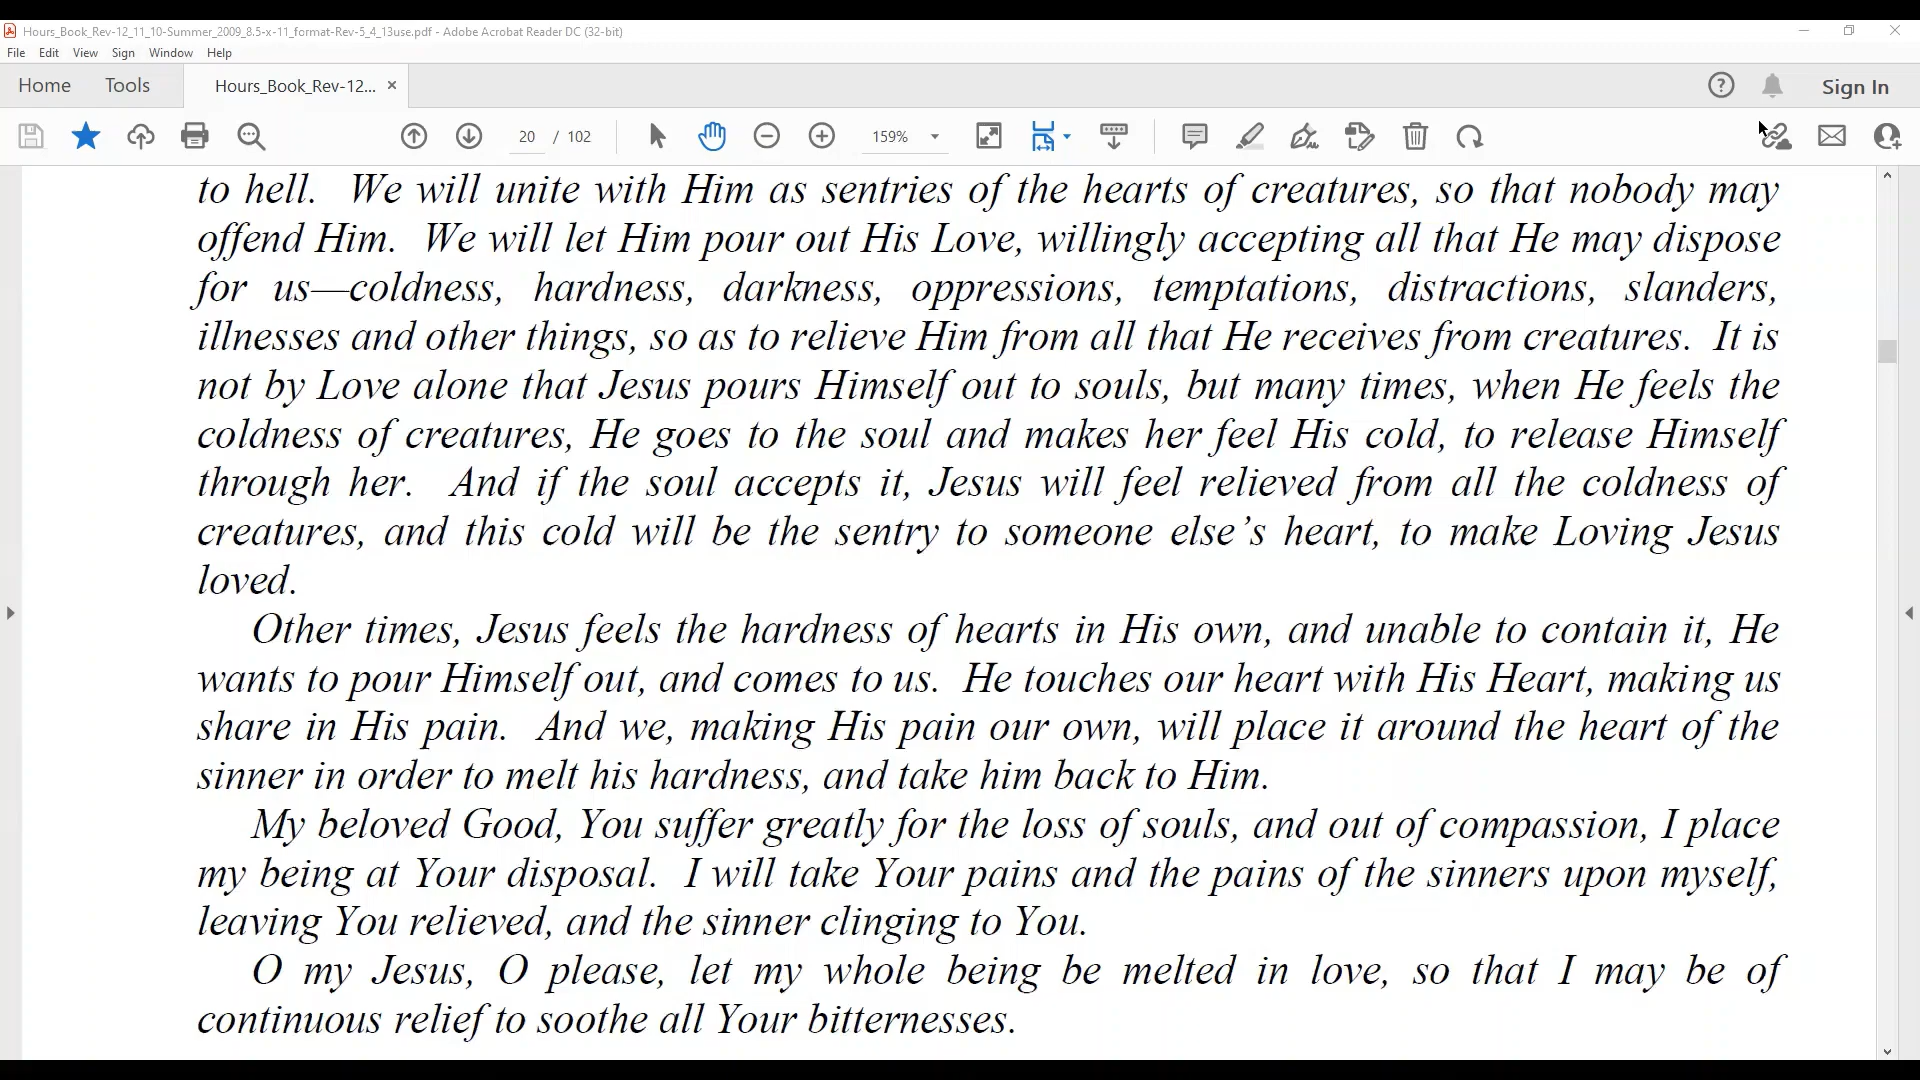 Hours_Book_Rev-12_11_10-Summer_2009_8.5-x-11_format-Rev-5_4_13use.pdf - Adobe Acrobat Reader DC (32-bit)
File Edit View Sign Window Help
Home Tools Hours_Book_Rev-12... × Sign In
20 / 102 159%
to hell. We will unite with Him as sentries of the hearts of creatures, so that nobody may
offend Him. We will let Him pour out His Love, willingly accepting all that He may dispose
for us—coldness, hardness, darkness, oppressions, temptations, distractions, slanders,
illnesses and other things, so as to relieve Him from all that He receives from creatures. It is
not by Love alone that Jesus pours Himself out to souls, but many times, when He feels the
coldness of creatures, He goes to the soul and makes her feel His cold, to release Himself
through her. And if the soul accepts it, Jesus will feel relieved from all the coldness of
creatures, and this cold will be the sentry to someone else’s heart, to make Loving Jesus
loved.
Other times, Jesus feels the hardness of hearts in His own, and unable to contain it, He
wants to pour Himself out, and comes to us. He touches our heart with His Heart, making us
share in His pain. And we, making His pain our own, will place it around the heart of the
sinner in order to melt his hardness, and take him back to Him.
My beloved Good, You suffer greatly for the loss of souls, and out of compassion, I place
my being at Your disposal. I will take Your pains and the pains of the sinners upon myself,
leaving You relieved, and the sinner clinging to You.
O my Jesus, O please, let my whole being be melted in love, so that I may be of
continuous relief to soothe all Your bitternesses.